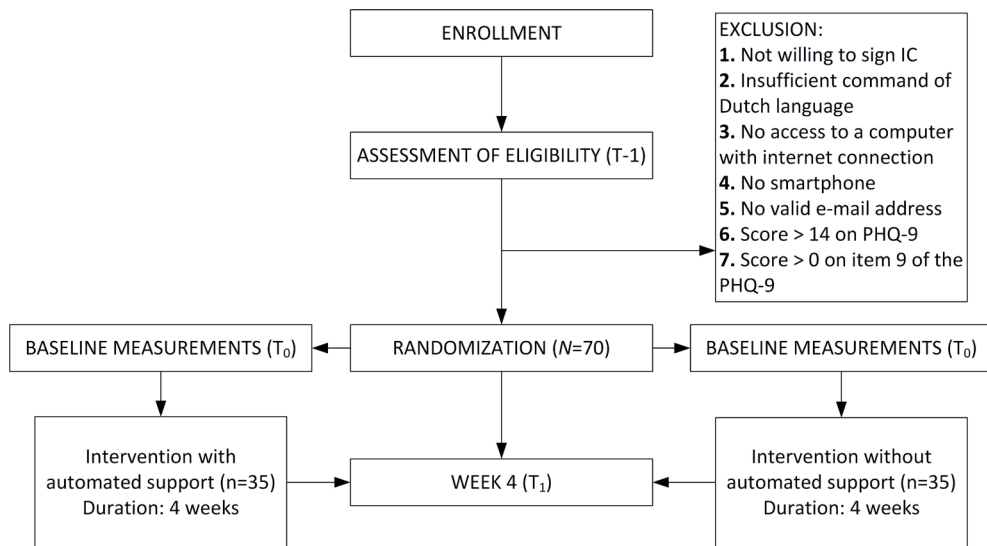 ENROLLMENT
EXCLUSION:
1. Not willing to sign IC
2. Insufficient command of
Dutch language
3. No access to a computer
with internet connection
4. No smartphone
5. No valid e-mail address
6. Score > 14 on PHQ-9
7. Score > 0 on item 9 of the
PHQ-9
ASSESSMENT OF ELIGIBILITY (T-1)
BASELINE MEASUREMENTS (T₀)
RANDOMIZATION (N=70)
BASELINE MEASUREMENTS (T₀)
Intervention with
automated support (n=35)
Duration: 4 weeks
WEEK 4 (T₁)
Intervention without
automated support (n=35)
Duration: 4 weeks